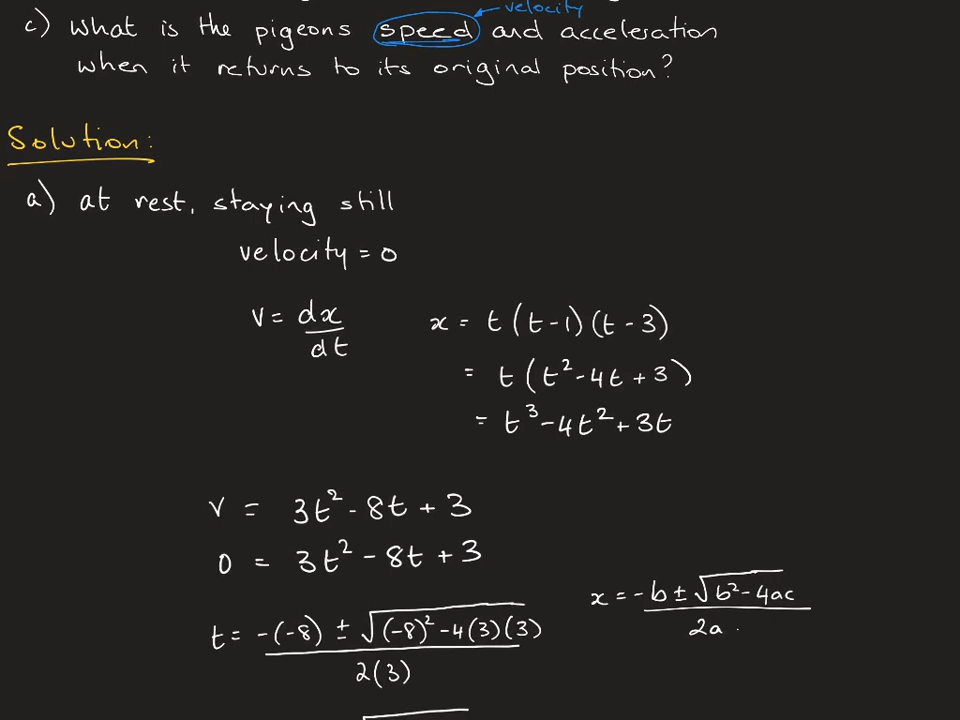 velocity
c) What is the pigeons speed and acceleration
when it returns to its original position?
Solution:
a) at rest, staying still
velocity = 0
v = dx/dt
x = t(t-1)(t-3)
= t(t²-4t+3)
= t³-4t²+3t
v = 3t²-8t+3
0 = 3t²-8t+3
x = -b±√b²-4ac / 2a
t = -(-8) ± √(-8)²-4(3)(3) / 2(3)